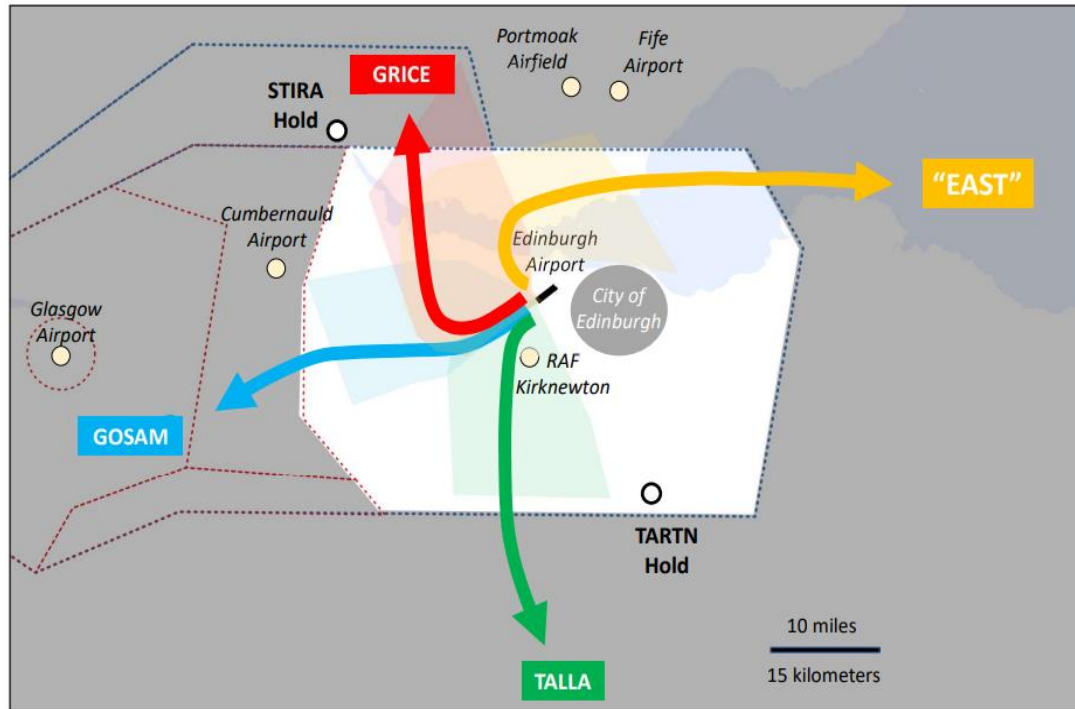 Portmoak
Airfield
Fife
Airport
GRICE
STIRA
Hold
"EAST"
Cumbernauld
Airport
Edinburgh
Airport
City of
Edinburgh
Glasgow
Airport
RAF
Kirknewton
GOSAM
TARTN
Hold
10 miles
15 kilometers
TALLA